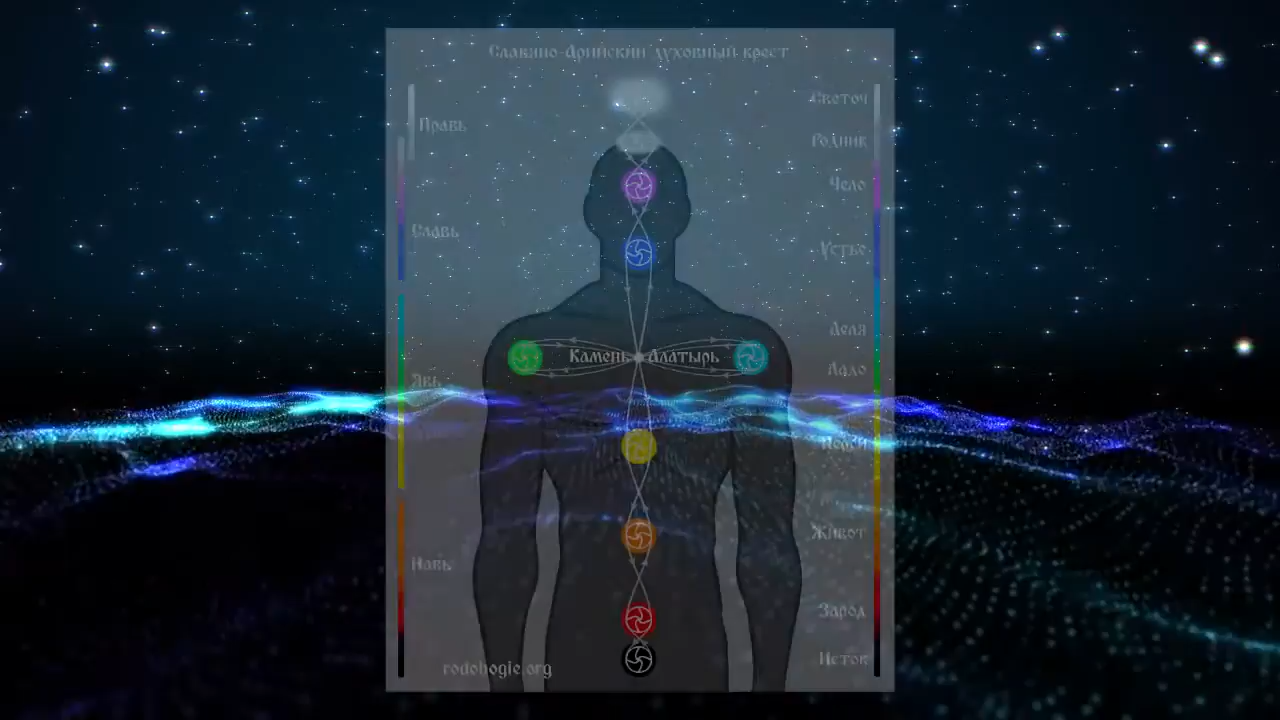 Славяно-Арийский духовный крест
Правь
Славь
Явь
Навь
Светоч
Родник
Чело
Устье
Леля
Ладо
Живот
Зарод
Исток
Камень Алатырь
rodobogie.org